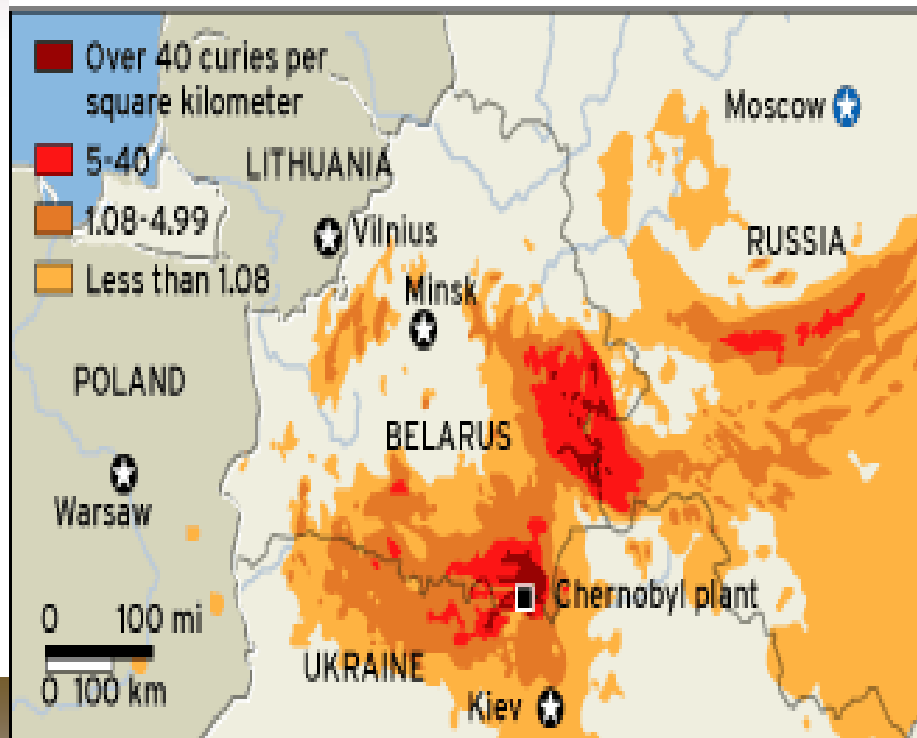 Over 40 curies per
square kilometer
5-40
1.08-4.99
Less than 1.08
Moscow
LITHUANIA
Vilnius
RUSSIA
Minsk
POLAND
BELARUS
Warsaw
Chernobyl plant
0 100 mi
0 100 km
UKRAINE
Kiev